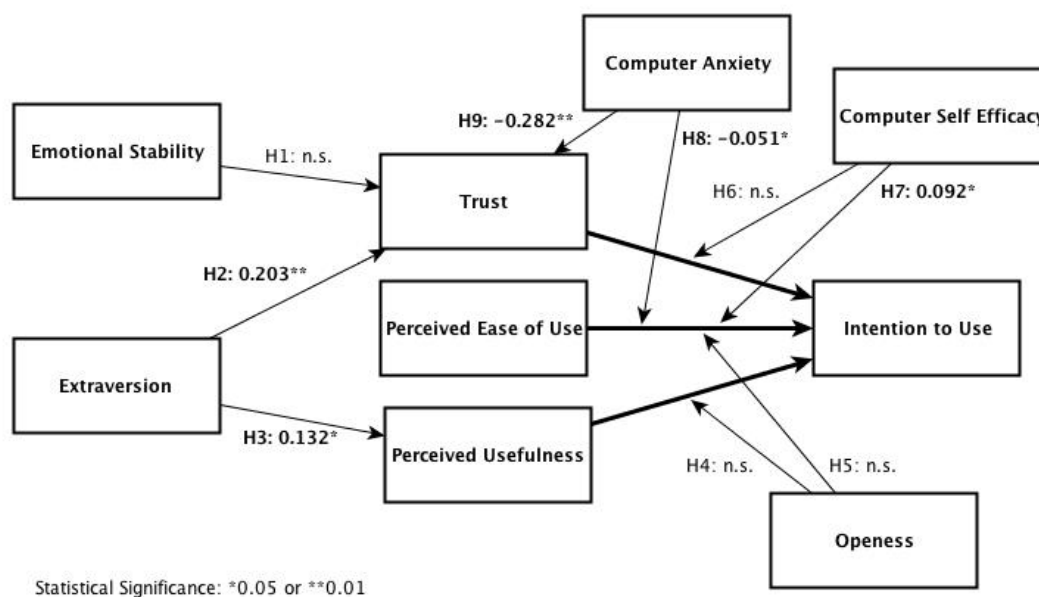 Computer Anxiety
Computer Self Efficacy
Emotional Stability
H1: n.s.
H9: −0.282**
H8: −0.051*
Trust
H6: n.s.
H7: 0.092*
H2: 0.203**
Perceived Ease of Use
Intention to Use
Extraversion
H3: 0.132*
Perceived Usefulness
H4: n.s.
H5: n.s.
Openess
Statistical Significance: *0.05 or **0.01